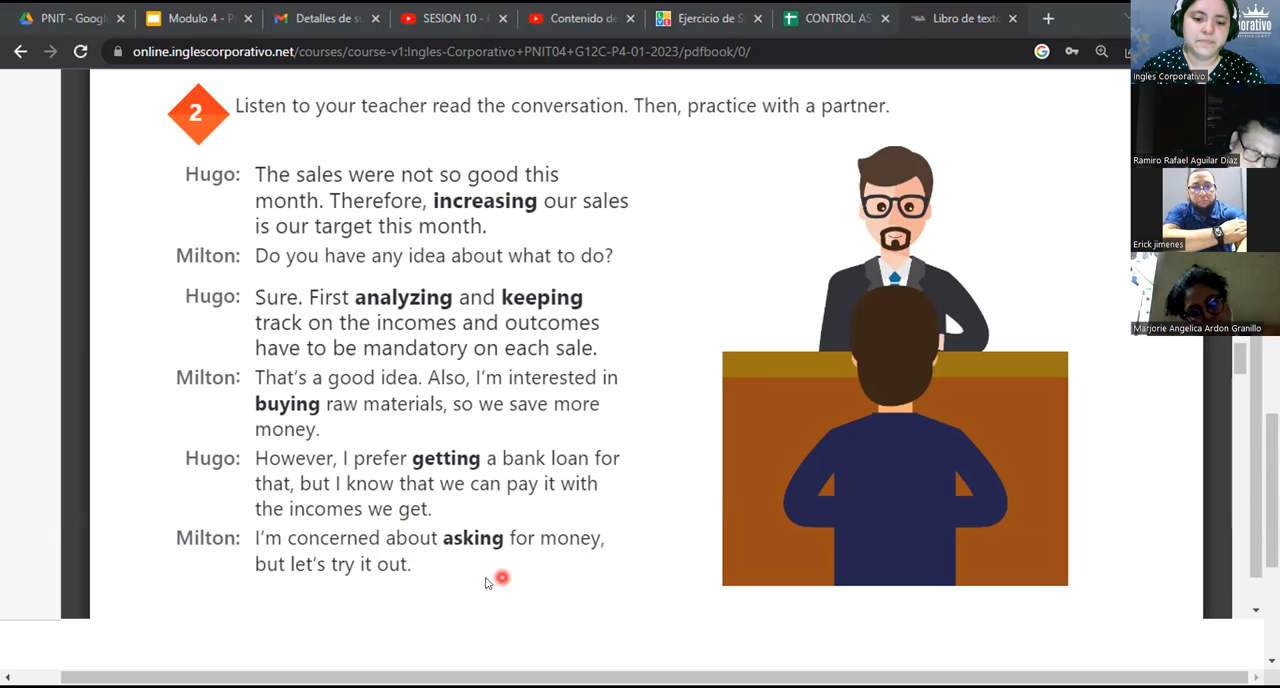 PNIT - Goog
Modulo 4 - P
Detalles de su
SESION 10 -
Contenido de
Ejercicio de S
CONTROL AS
Libro de texto
online.inglescorporativo.net/courses/course-v1:Ingles-Corporativo+PNIT04+G12C-P4-01-2023/pdfbook/0/
orativo
Ingles Corporativo
Ramiro Rafael Aguilar Díaz
Erick jimenes
Marjorie Angelica Ardon Granillo
2
Listen to your teacher read the conversation. Then, practice with a partner.
Hugo: The sales were not so good this
month. Therefore, increasing our sales
is our target this month.
Milton: Do you have any idea about what to do?
Hugo: Sure. First analyzing and keeping
track on the incomes and outcomes
have to be mandatory on each sale.
Milton: That's a good idea. Also, I'm interested in
buying raw materials, so we save more
money.
Hugo: However, I prefer getting a bank loan for
that, but I know that we can pay it with
the incomes we get.
Milton: I'm concerned about asking for money,
but let's try it out.